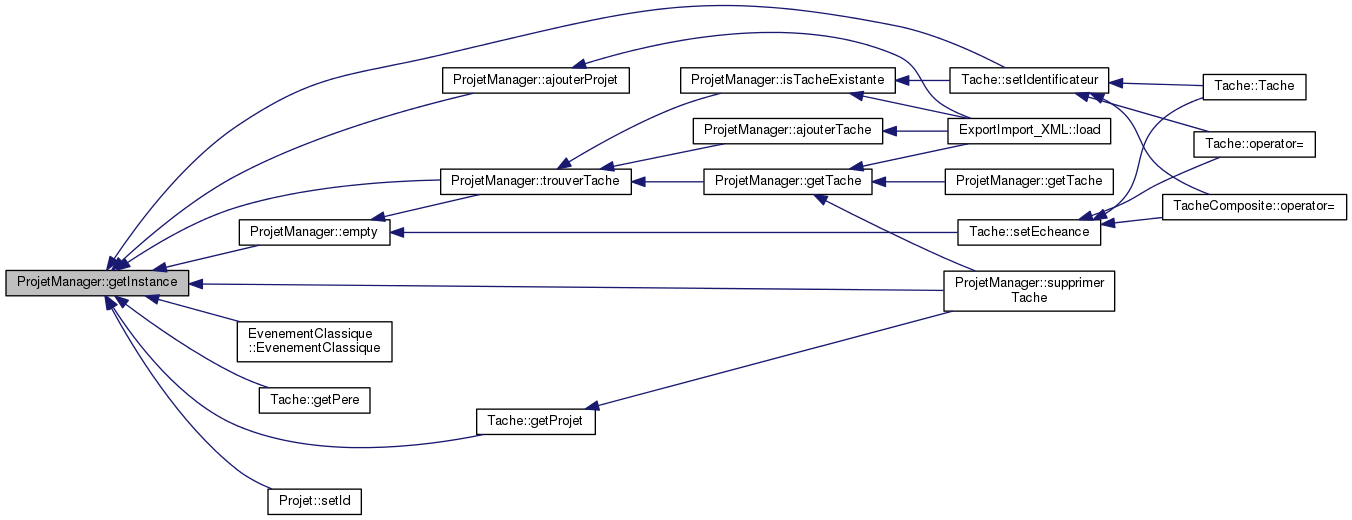 ProjetManager::ajouterProjet
ProjetManager::isTacheExistante
Tache::setIdentificateur
Tache::Tache
ProjetManager::ajouterTache
ExportImport_XML::load
Tache::operator=
ProjetManager::trouverTache
ProjetManager::getTache
ProjetManager::getTache
TacheComposite::operator=
ProjetManager::empty
Tache::setEcheance
ProjetManager::getInstance
ProjetManager::supprimer
Tache
EvenementClassique
::EvenementClassique
Tache::getPere
Tache::getProjet
Projet::setId